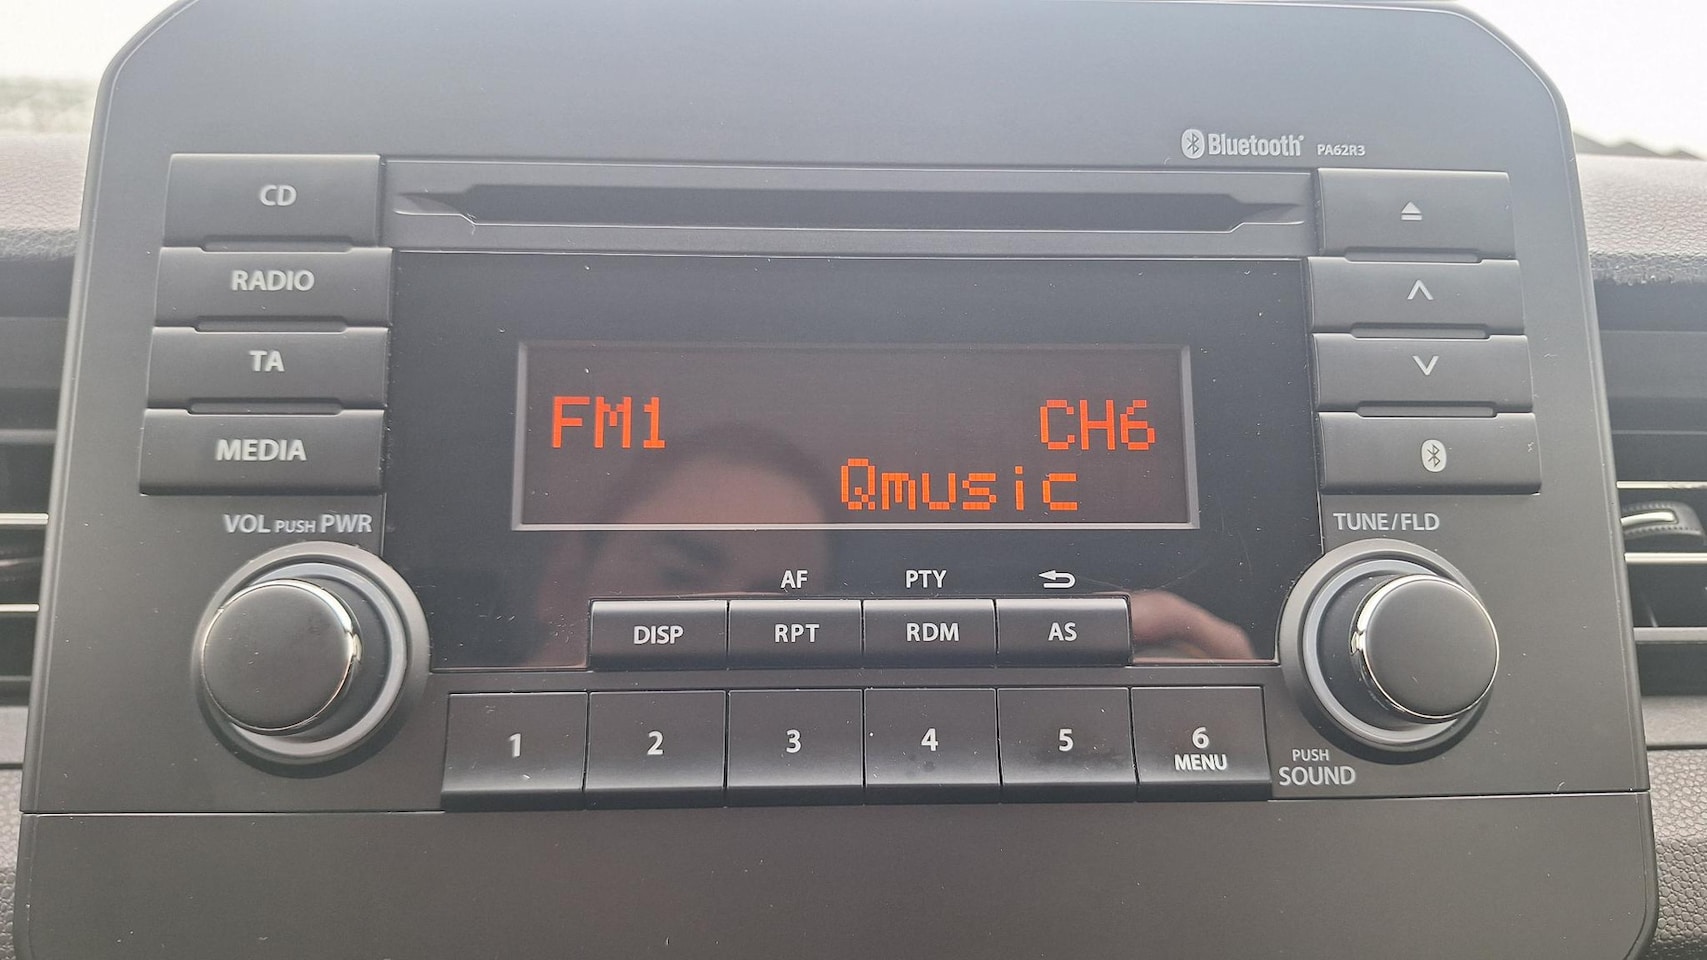 Bluetooth PA62R3
CD
RADIO
TA
MEDIA
FM1 CH6
Qmusic
VOL PUSH PWR
TUNE/FLD
AF PTY
DISP RPT RDM AS
1 2 3 4 5 6
MENU
PUSH
SOUND